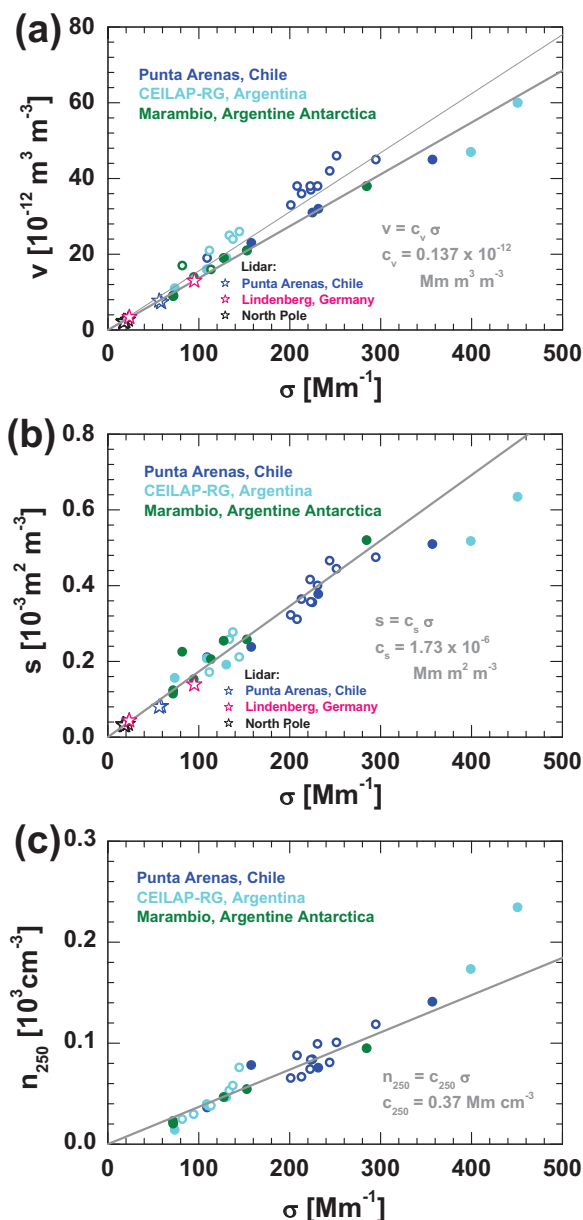 (a)
80
60
40
20
0
v [10⁻¹² m³ m⁻³]
Punta Arenas, Chile
CEILAP-RG, Argentina
Marambio, Argentine Antarctica
v = cᵥ σ
cᵥ = 0.137 x 10⁻¹²
Mm m³ m⁻³
Lidar:
Punta Arenas, Chile
Lindenberg, Germany
North Pole
0 100 200 300 400 500
σ [Mm⁻¹]
(b)
0.8
0.6
0.4
0.2
0.0
s [10⁻³m² m⁻³]
Punta Arenas, Chile
CEILAP-RG, Argentina
Marambio, Argentine Antarctica
s = cₛ σ
cₛ = 1.73 x 10⁻⁶
Mm m² m⁻³
Lidar:
Punta Arenas, Chile
Lindenberg, Germany
North Pole
0 100 200 300 400 500
σ [Mm⁻¹]
(c)
0.3
0.2
0.1
0.0
n₂₅₀ [10³cm⁻³]
Punta Arenas, Chile
CEILAP-RG, Argentina
Marambio, Argentine Antarctica
n₂₅₀ = c₂₅₀ σ
c₂₅₀ = 0.37 Mm cm⁻³
0 100 200 300 400 500
σ [Mm⁻¹]